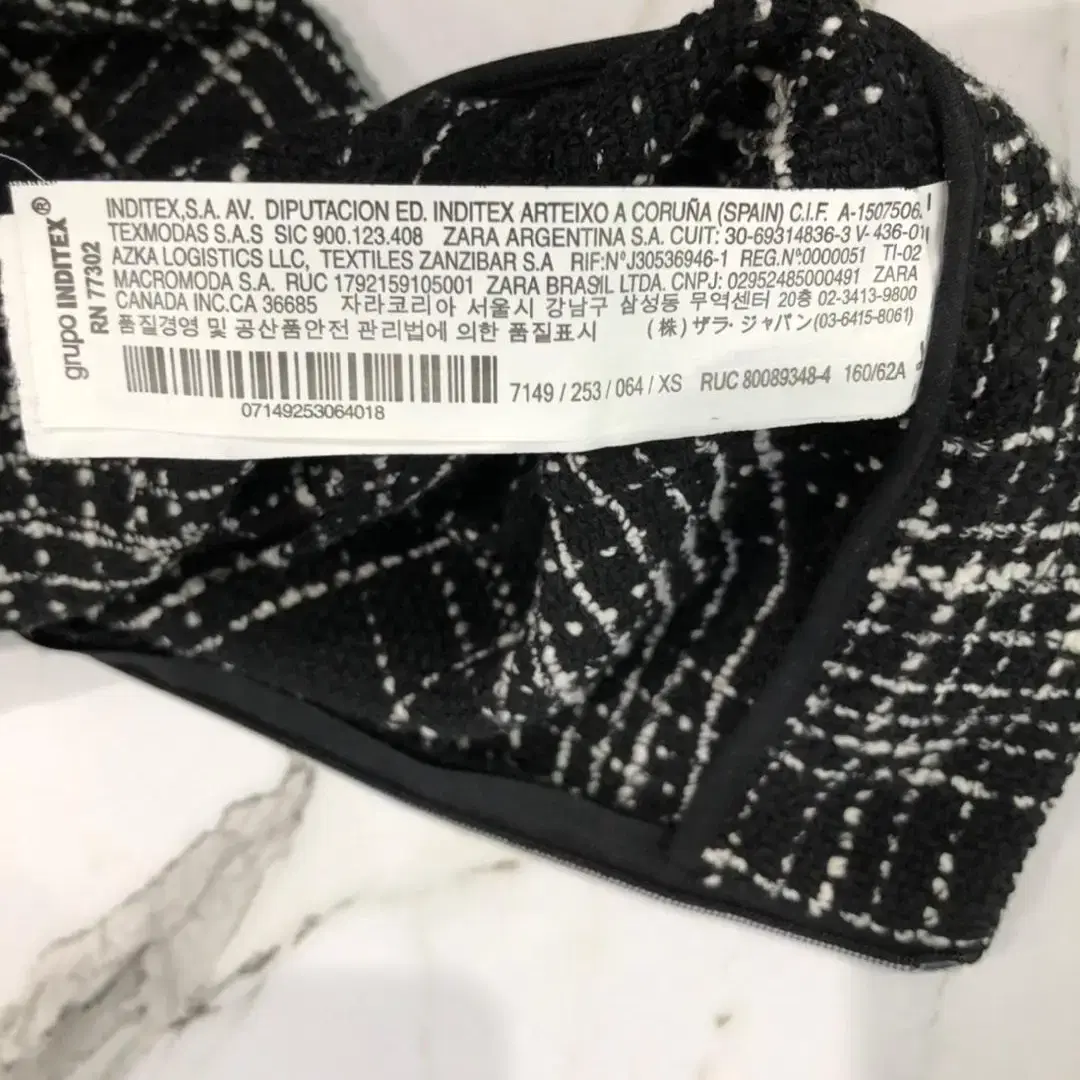 grupo INDITEX®
RN 77302
INDITEX,S.A. AV. DIPUTACION ED. INDITEX ARTEIXO A CORUÑA (SPAIN) C.I.F. A-1507506.
TEXMODAS S.A.S SIC 900.123.408 ZARA ARGENTINA S.A. CUIT: 30-69314836-3 V- 436-01
AZKA LOGISTICS LLC, TEXTILES ZANZIBAR S.A RIF:NºJ30536946-1 REG.Nº0000051 TI-02
MACROMODA S.A. RUC 1792159105001 ZARA BRASIL LTDA. CNPJ: 02952485000491 ZARA
CANADA INC.CA 36685 자라코리아 서울시 강남구 삼성동 무역센터 20층 02-3413-9800
품질경영 및 공산품안전 관리법에 의한 품질표시 (株) ザラ・ジャパン(03-6415-8061)
7149 / 253 / 064 / XS RUC 80089348-4 160/62A
07149253064018